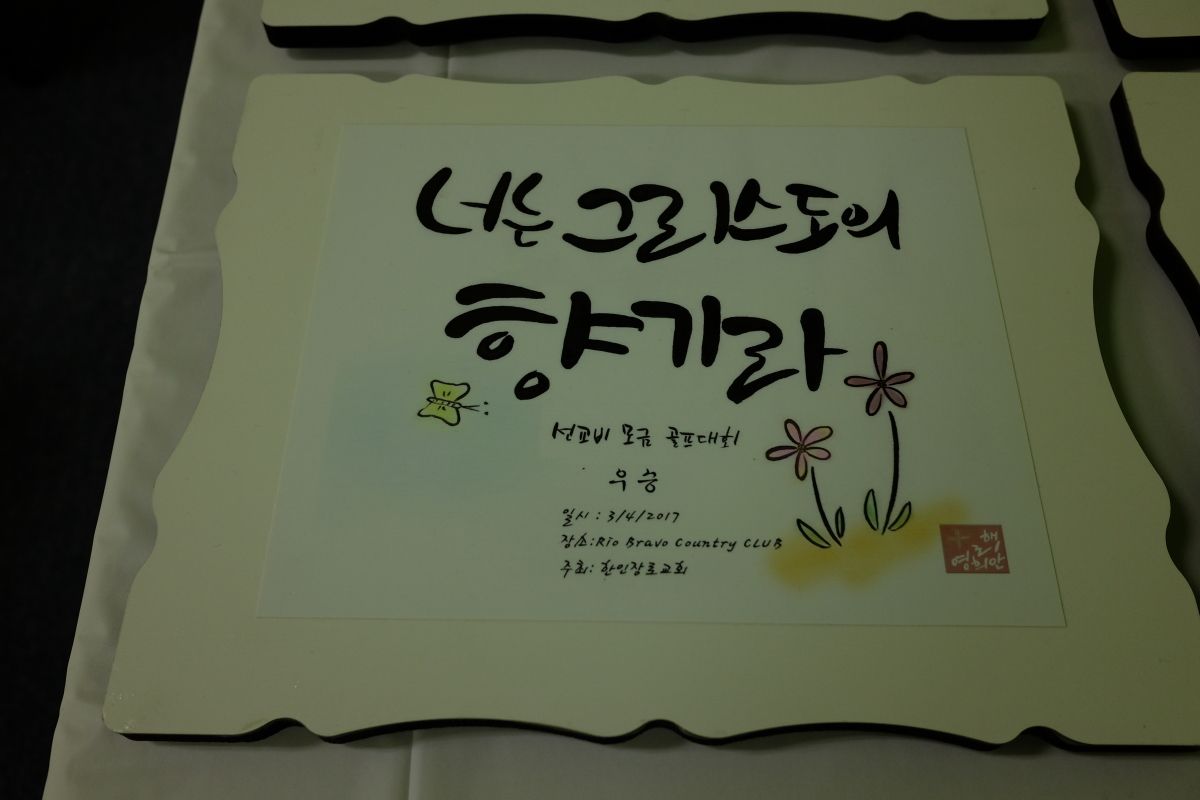 너는 그리스도의
향기라
선교비 모금 골프대회
우승
일시 : 3/4/2017
장소:Rio Bravo Country CLUB
주최: 한인장로교회